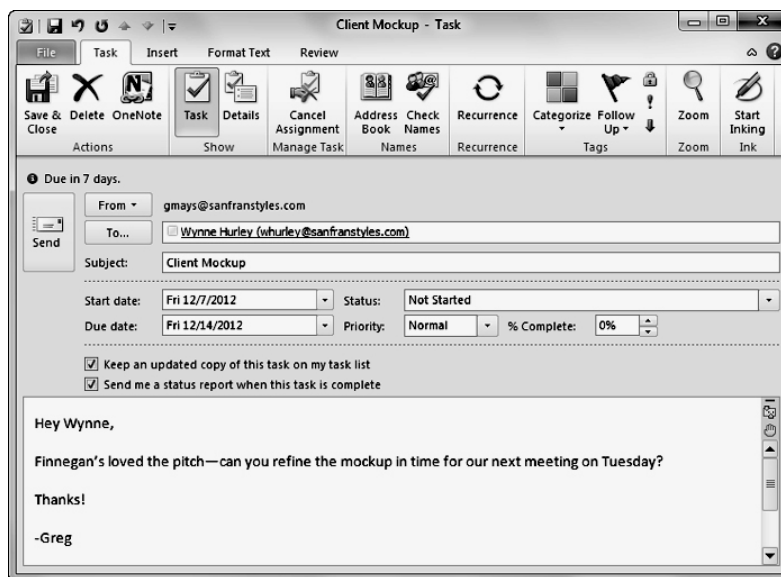 Client Mockup - Task
File Task Insert Format Text Review
Save & Close Delete OneNote Task Details Cancel Assignment Address Book Check Names Recurrence Categorize Follow Up Zoom Start Inking
Actions Show Manage Task Names Recurrence Tags Zoom Ink
Due in 7 days.
From gmays@sanfranstyles.com
Send To... Wynne Hurley (whurley@sanfranstyles.com)
Subject: Client Mockup
Start date: Fri 12/7/2012 Status: Not Started
Due date: Fri 12/14/2012 Priority: Normal % Complete: 0%
Keep an updated copy of this task on my task list
Send me a status report when this task is complete
Hey Wynne,
Finnegan's loved the pitch—can you refine the mockup in time for our next meeting on Tuesday?
Thanks!
-Greg